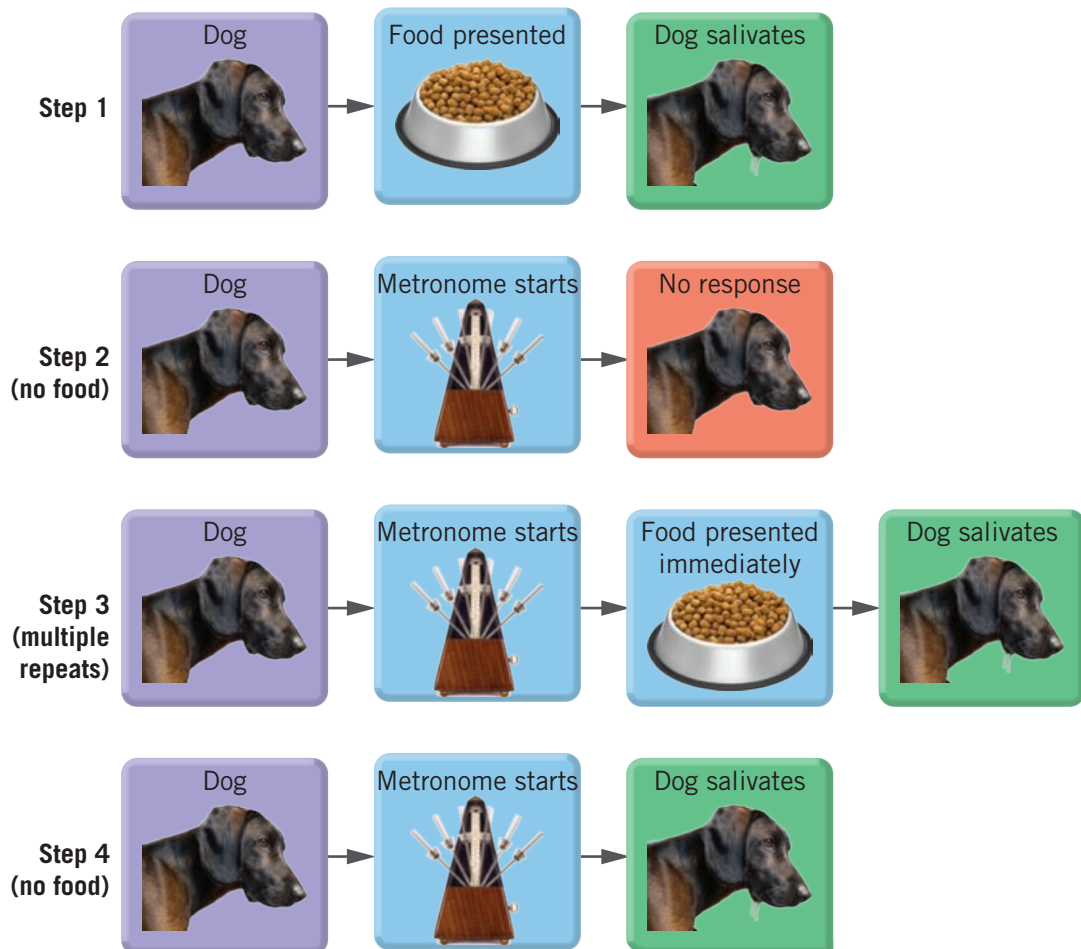 Dog
Food presented
Dog salivates
Step 1
Dog
Metronome starts
No response
Step 2
(no food)
Dog
Metronome starts
Food presented
immediately
Dog salivates
Step 3
(multiple
repeats)
Dog
Metronome starts
Dog salivates
Step 4
(no food)